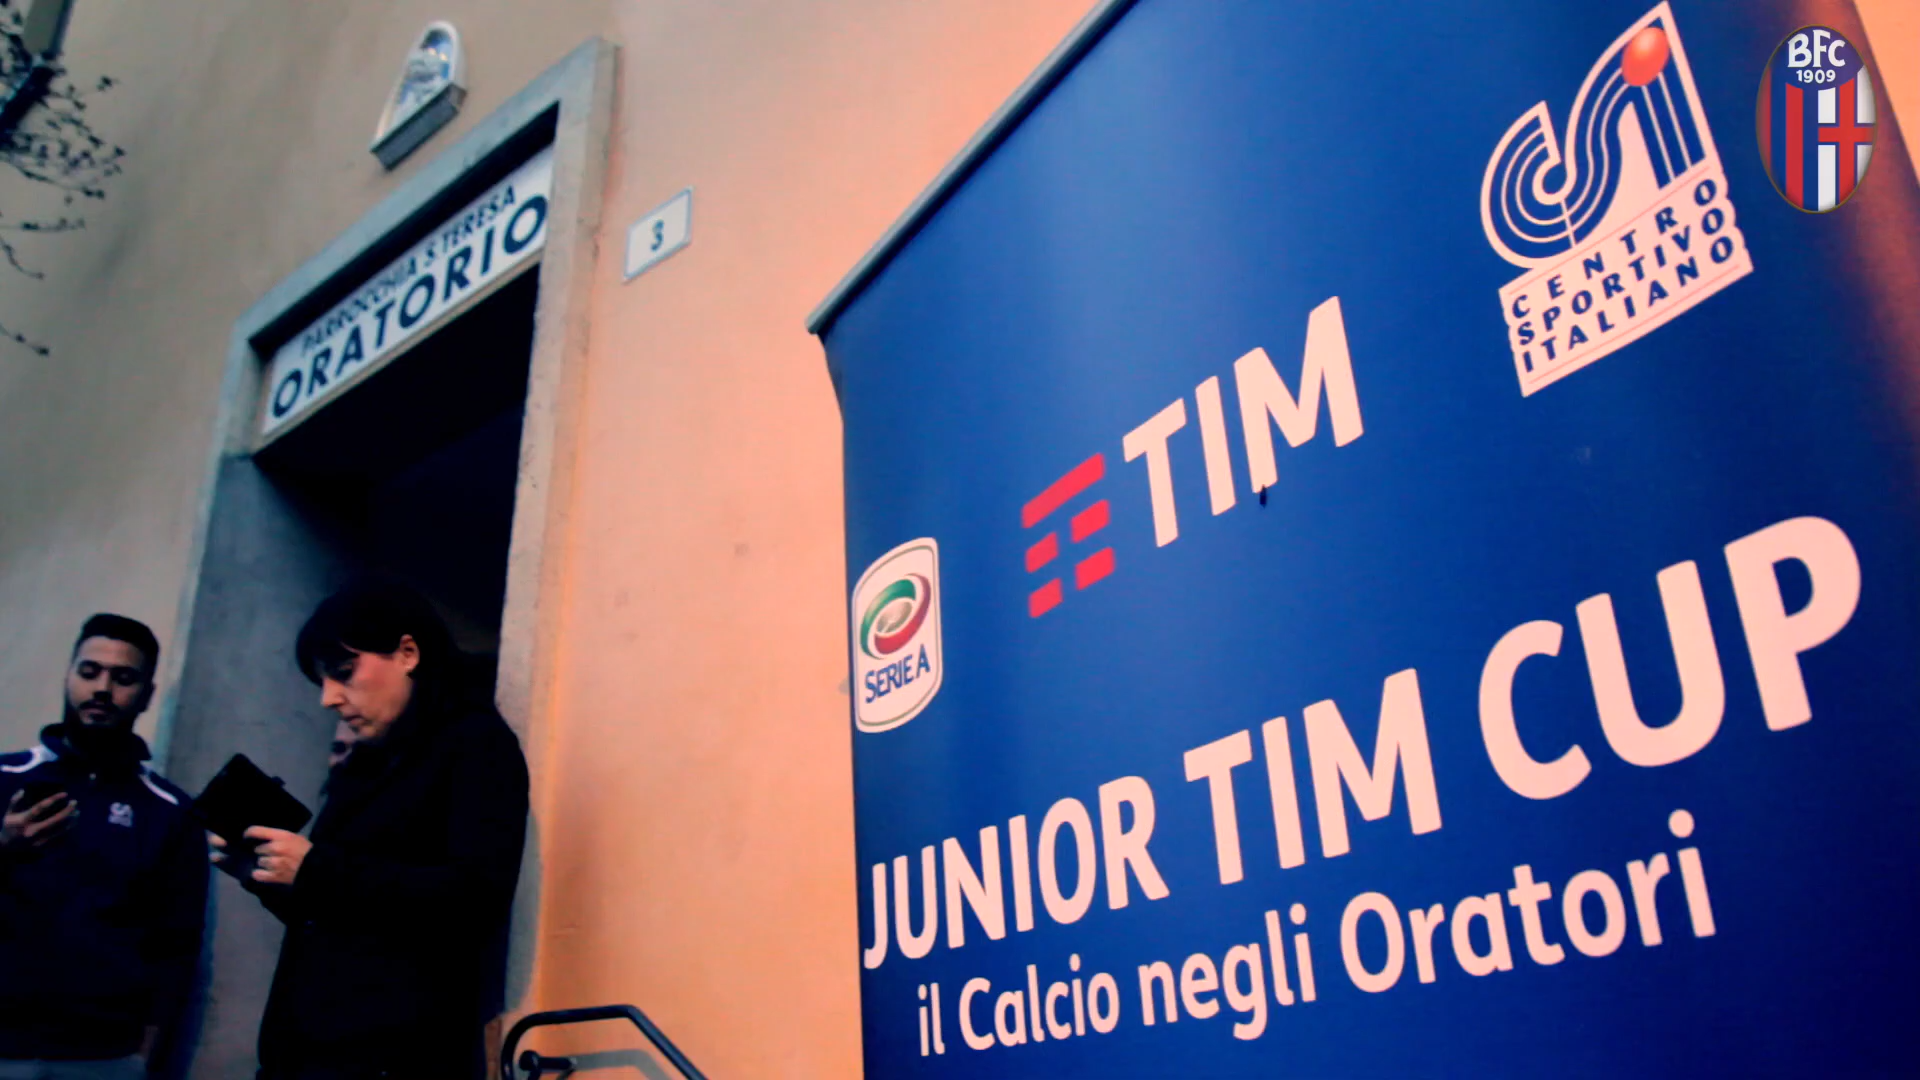 PARROCCHIA S. TERESA
ORATORIO
3
BFC
1909
CENTRO
SPORTIVO
ITALIANO
TIM
SERIE A
JUNIOR TIM CUP
il Calcio negli Oratori